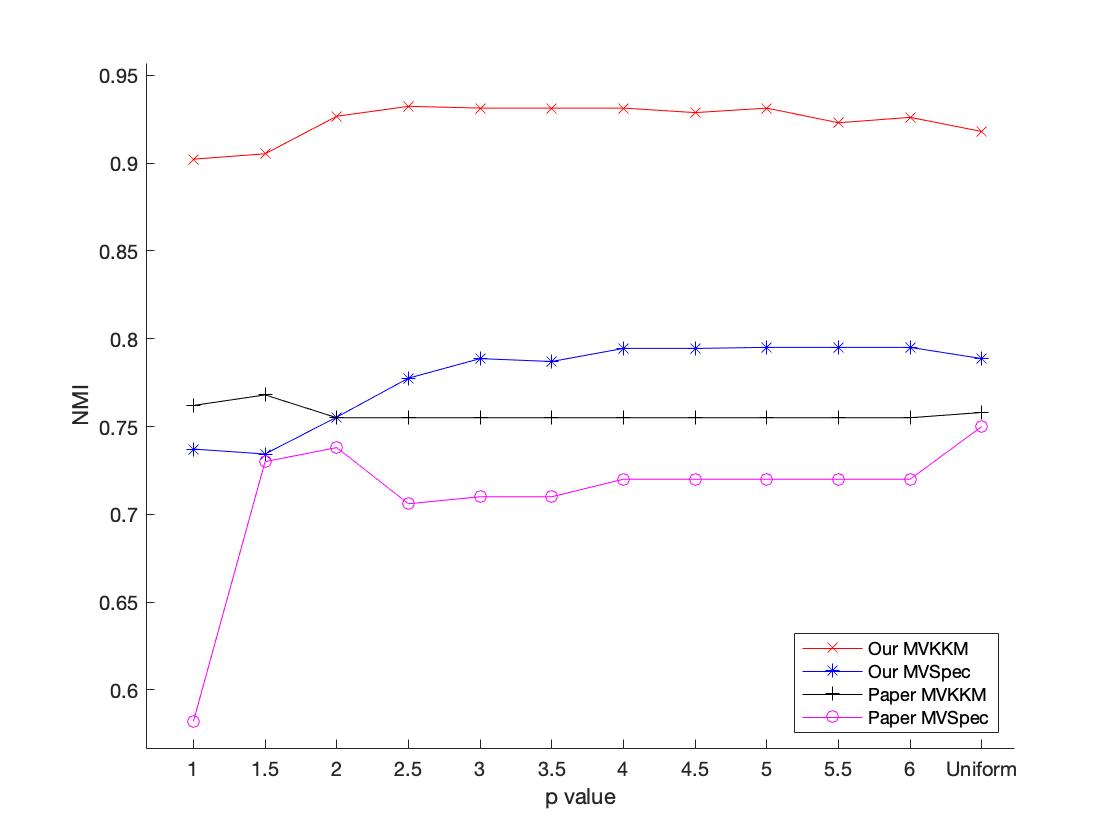 0.95
0.9
0.85
0.8
0.75
0.7
0.65
0.6
NMI
1 1.5 2 2.5 3 3.5 4 4.5 5 5.5 6 Uniform
p value
Our MVKKM
Our MVSpec
Paper MVKKM
Paper MVSpec